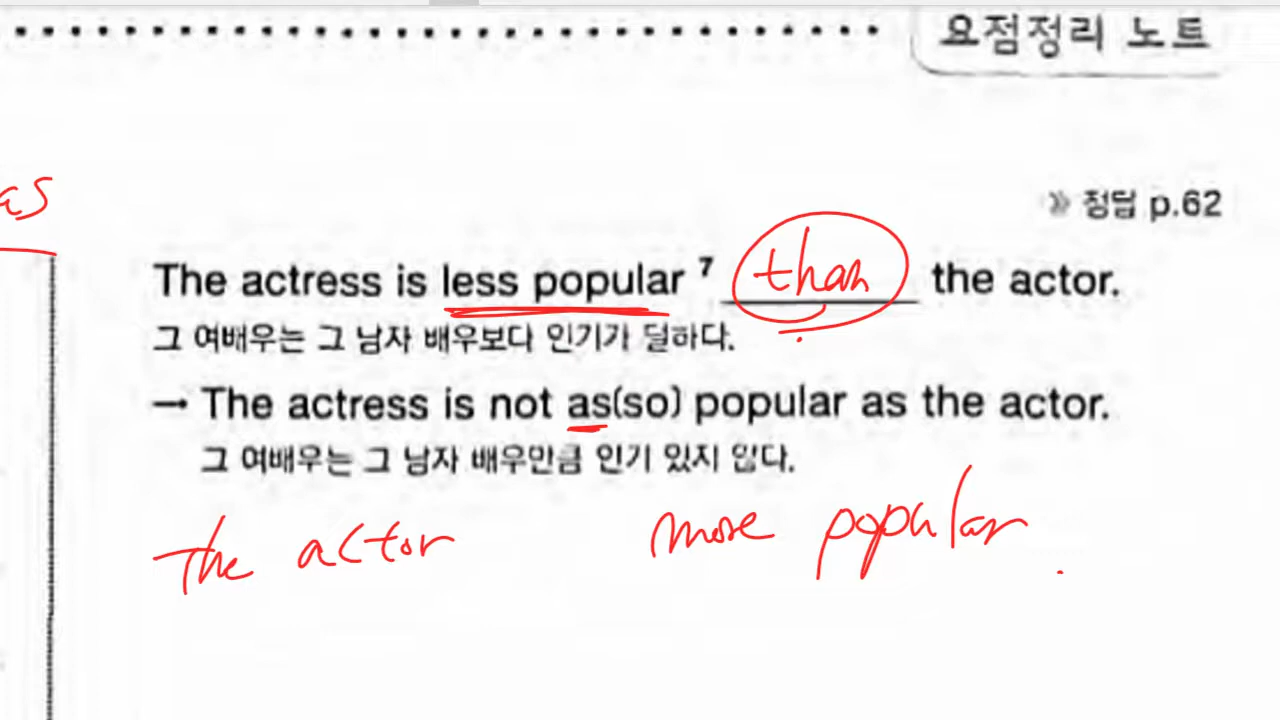 요점정리 노트
as
》 정답 p.62
The actress is less popular 7 than the actor.
그 여배우는 그 남자 배우보다 인기가 덜하다.
→ The actress is not as(so) popular as the actor.
그 여배우는 그 남자 배우만큼 인기 있지 않다.
The actor more popular.